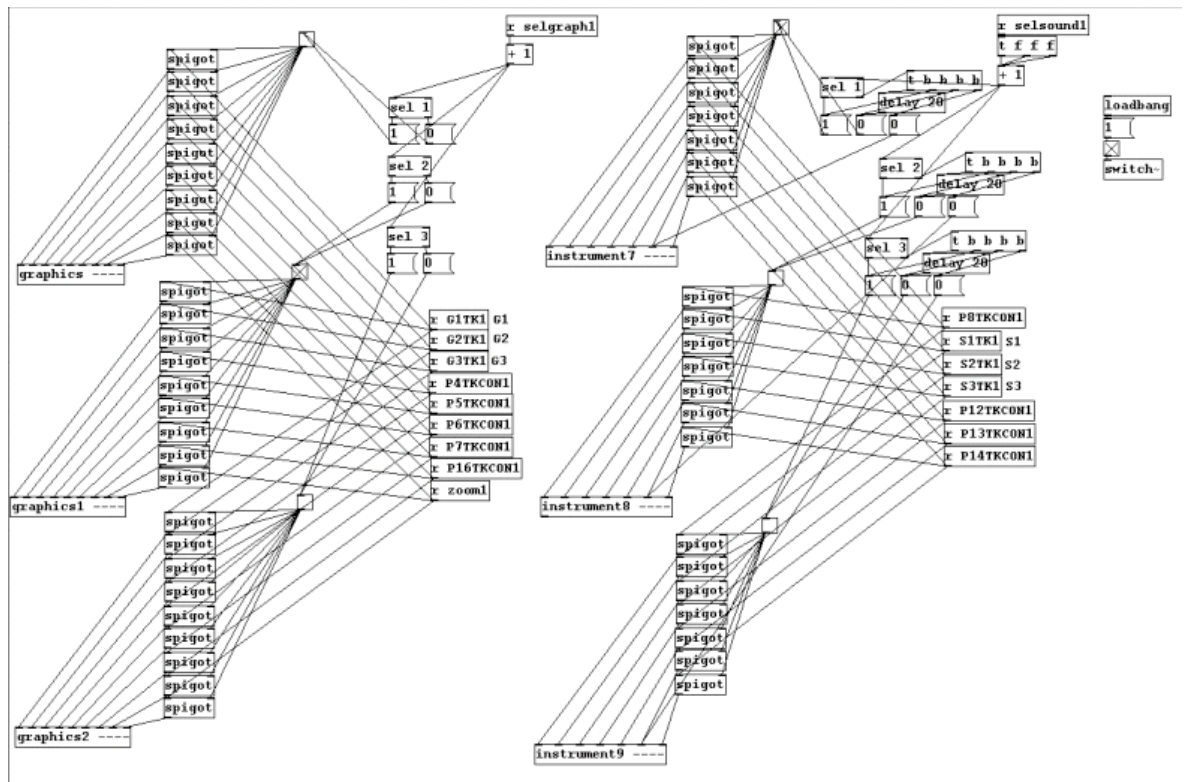 r selgraph1
+ 1
spigot
spigot
spigot
spigot
spigot
spigot
spigot
spigot
spigot
sel 1
1
0
sel 2
1
0
sel 3
1
0
graphics ----
spigot
spigot
spigot
spigot
spigot
spigot
spigot
spigot
spigot
graphics1 ----
r G1TK1 G1
r G2TK1 G2
r G3TK1 G3
r P4TKCON1
r P5TKCON1
r P6TKCON1
r P7TKCON1
r P16TKCON1
r zoom1
spigot
spigot
spigot
spigot
spigot
spigot
spigot
spigot
spigot
graphics2 ----
r selsound1
t f f f
+ 1
spigot
spigot
spigot
spigot
spigot
spigot
spigot
sel 1
t b b b b
delay 20
1
0
0
sel 2
t b b b b
delay 20
1
0
0
sel 3
t b b b b
delay 20
1
0
0
instrument7 ----
spigot
spigot
spigot
spigot
spigot
spigot
spigot
instrument8 ----
r P8TKCON1
r S1TK1 S1
r S2TK1 S2
r S3TK1 S3
r P12TKCON1
r P13TKCON1
r P14TKCON1
spigot
spigot
spigot
spigot
spigot
spigot
spigot
instrument9 ----
loadbang
1
switch~